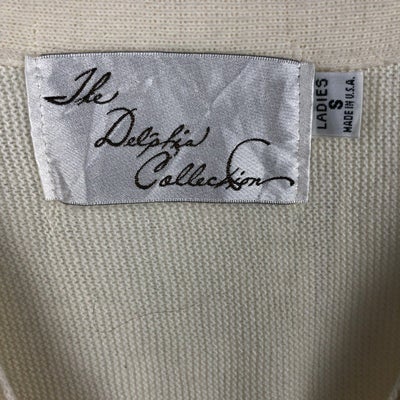 The
Delphia
Collection
LADIES
S
MADE IN U.S.A.